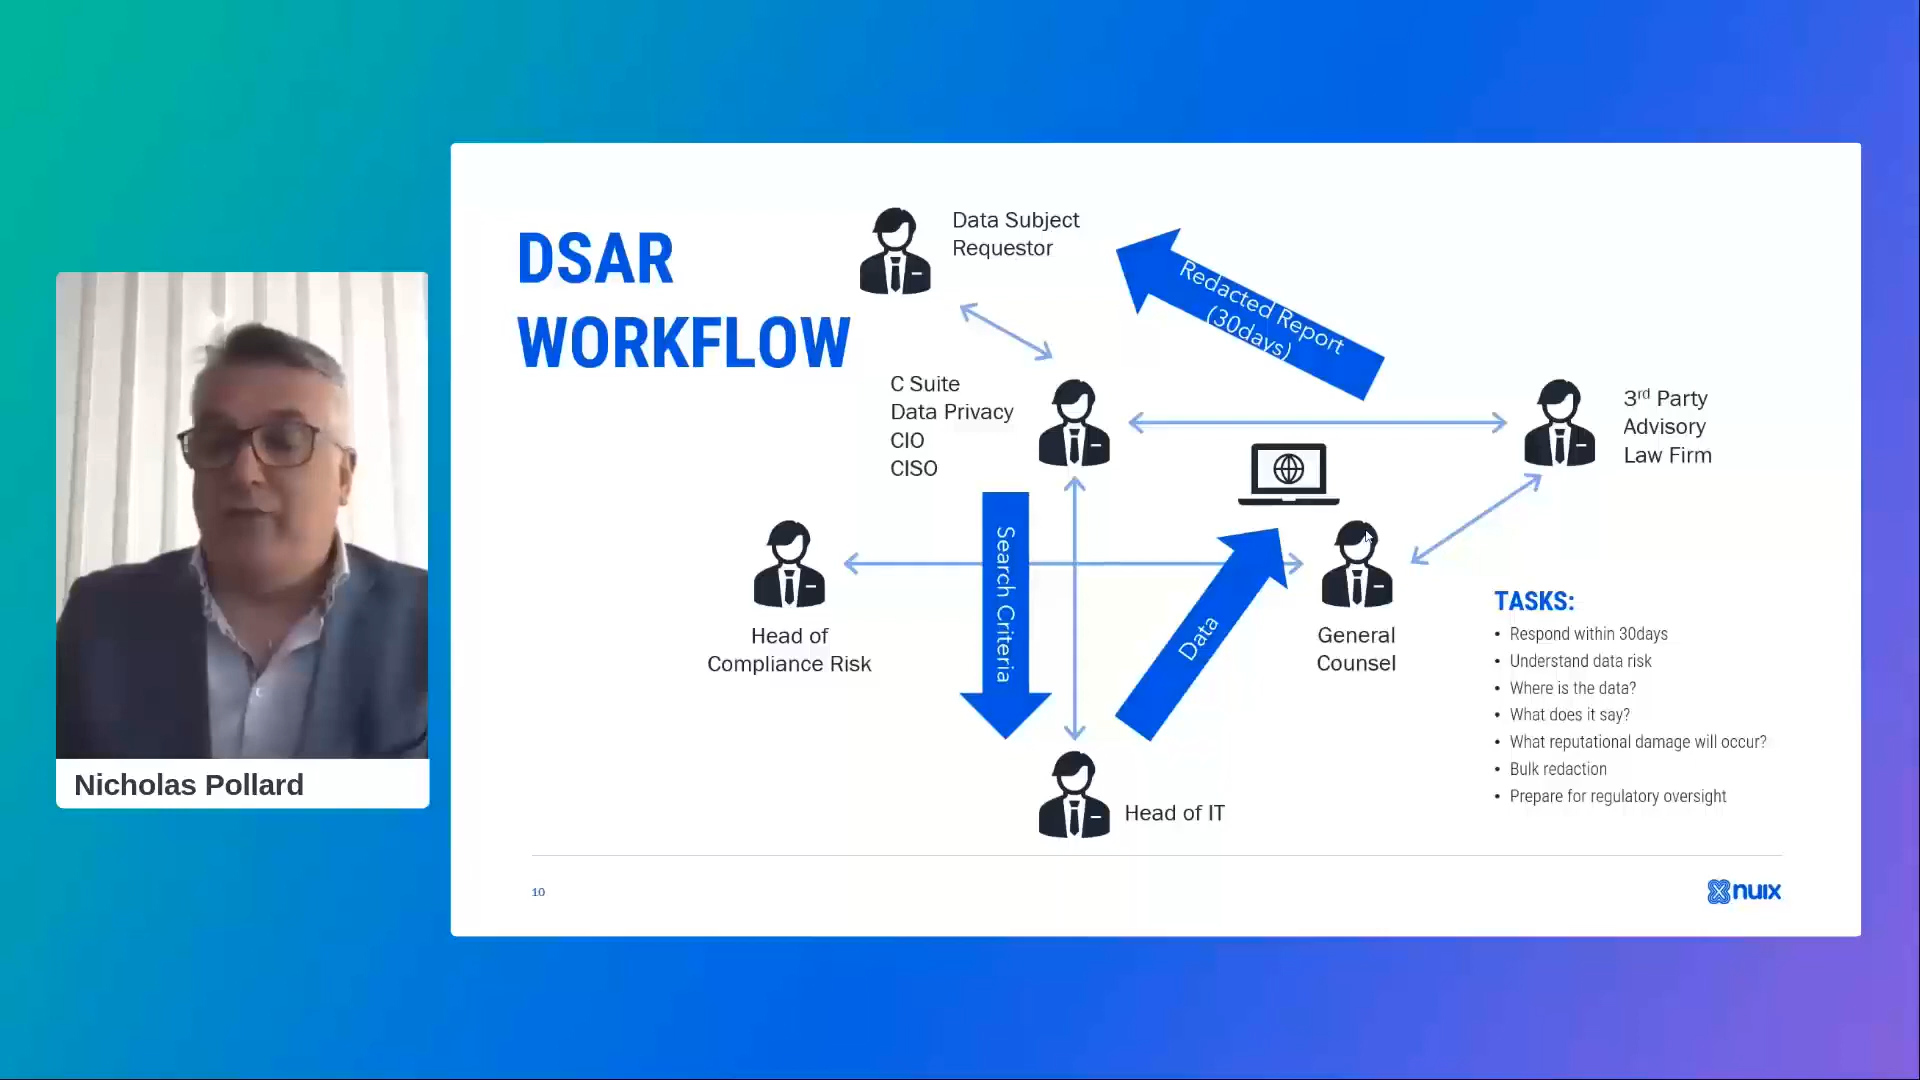 DSAR
WORKFLOW
Data Subject
Requestor
Redacted Report
(30days)
C Suite
Data Privacy
CIO
CISO
3rd Party
Advisory
Law Firm
Search Criteria
Data
Head of
Compliance Risk
General
Counsel
Head of IT
TASKS:
• Respond within 30days
• Understand data risk
• Where is the data?
• What does it say?
• What reputational damage will occur?
• Bulk redaction
• Prepare for regulatory oversight
10
nuix
Nicholas Pollard